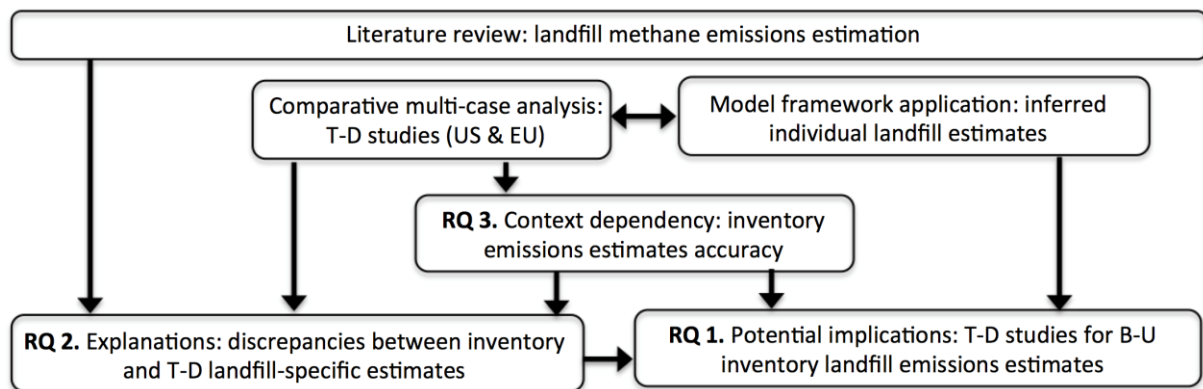 Literature review: landfill methane emissions estimation
Comparative multi-case analysis:
T-D studies (US & EU)
Model framework application: inferred
individual landfill estimates
RQ 3. Context dependency: inventory
emissions estimates accuracy
RQ 2. Explanations: discrepancies between inventory
and T-D landfill-specific estimates
RQ 1. Potential implications: T-D studies for B-U
inventory landfill emissions estimates